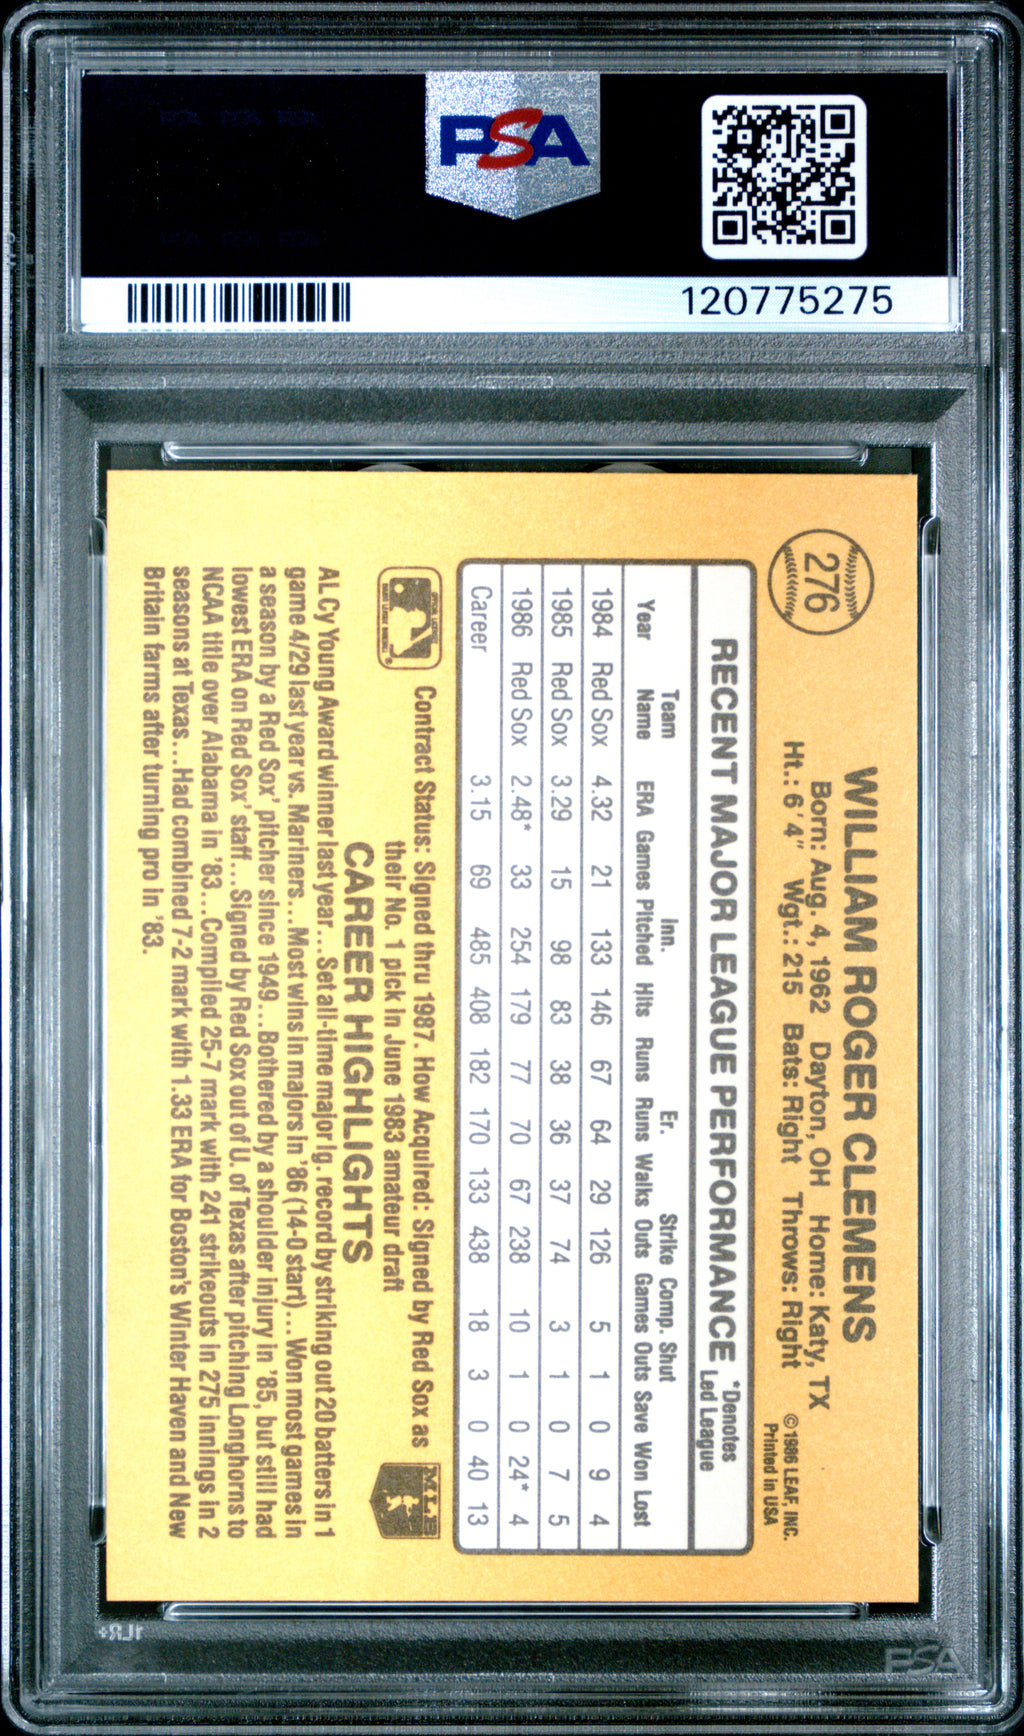 PSA
120775275
276
WILLIAM ROGER CLEMENS
Born: Aug. 4, 1962 Dayton, OH Home: Katy, TX
Ht.: 6'4" Wgt.: 215 Bats: Right Throws: Right
©1986 LEAF, INC.
Printed in USA
RECENT MAJOR LEAGUE PERFORMANCE
*Denotes
Led League
Team Inn. Er. Strike Comp. Shut
Year Name ERA Games Pitched Hits Runs Runs Walks Outs Games Outs Save Won Lost
1984 Red Sox 4.32 21 133 146 67 64 29 126 5 1 0 9 4
1985 Red Sox 3.29 15 98 83 38 36 37 74 3 1 0 7 5
1986 Red Sox 2.48* 33 254 179 77 70 67 238 10 1 0 24* 4
Career 3.15 69 485 408 182 170 133 438 18 3 0 40 13
Contract Status: Signed thru 1987. How Acquired: Signed by Red Sox as
their No. 1 pick in June 1983 amateur draft
MLB
CAREER HIGHLIGHTS
AL Cy Young Award winner last year...Set all-time major lg. record by striking out 20 batters in 1
game 4/29 last year vs. Mariners...Most wins in majors in '86 (14-0 start)...Won most games in
a season by a Red Sox' pitcher since 1949...Bothered by a shoulder injury in '85, but still had
lowest ERA on Red Sox' staff...Signed by Red Sox out of U. of Texas after pitching Longhorns to
NCAA title over Alabama in '83...Compiled 25-7 mark with 241 strikeouts in 275 innings in 2
seasons at Texas...Had combined 7-2 mark with 1.33 ERA for Boston's Winter Haven and New
Britain farms after turning pro in '83.
1LR+
PSA